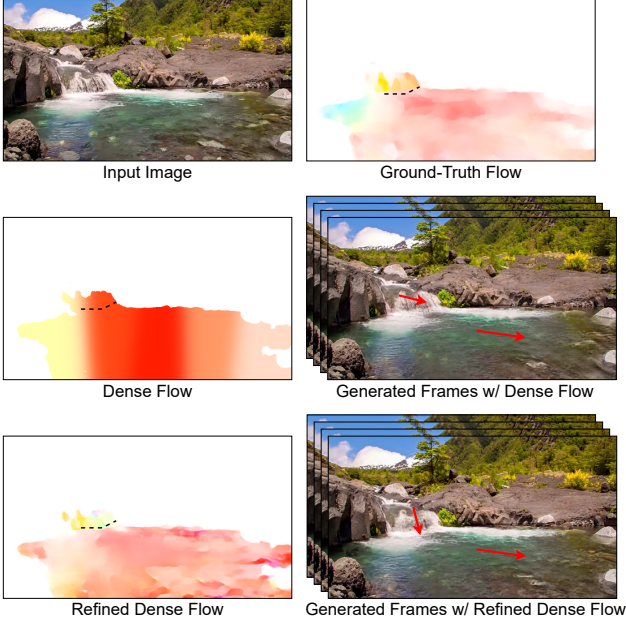 Input Image
Ground-Truth Flow
Dense Flow
Generated Frames w/ Dense Flow
Refined Dense Flow
Generated Frames w/ Refined Dense Flow